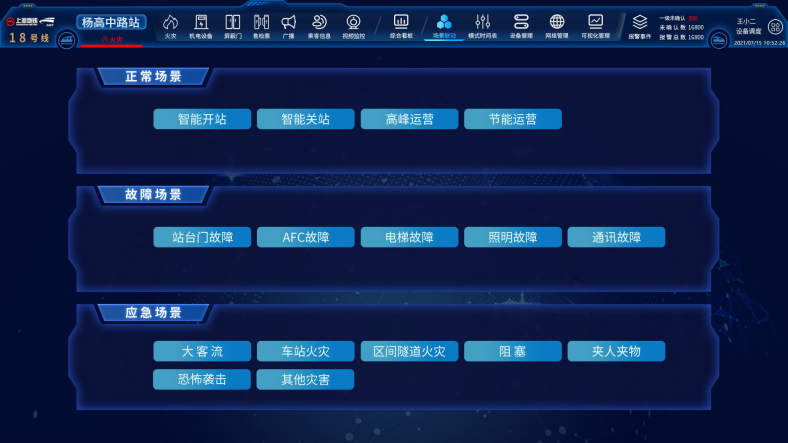 上海地铁
18号线
杨高中路站
火灾
火灾
机电设备
屏蔽门
售检票
广播
乘客信息
视频监控
综合看板
场景联动
模式时间表
设备管理
网络管理
可视化管理
报警事件
一级未确认
未确认数 16800
报警总数 16800
王小二
设备调度
2021/07/15 10:52:28
正常场景
智能开站 智能关站 高峰运营 节能运营
故障场景
站台门故障 AFC故障 电梯故障 照明故障 通讯故障
应急场景
大客流 车站火灾 区间隧道火灾 阻塞 夹人夹物
恐怖袭击 其他灾害